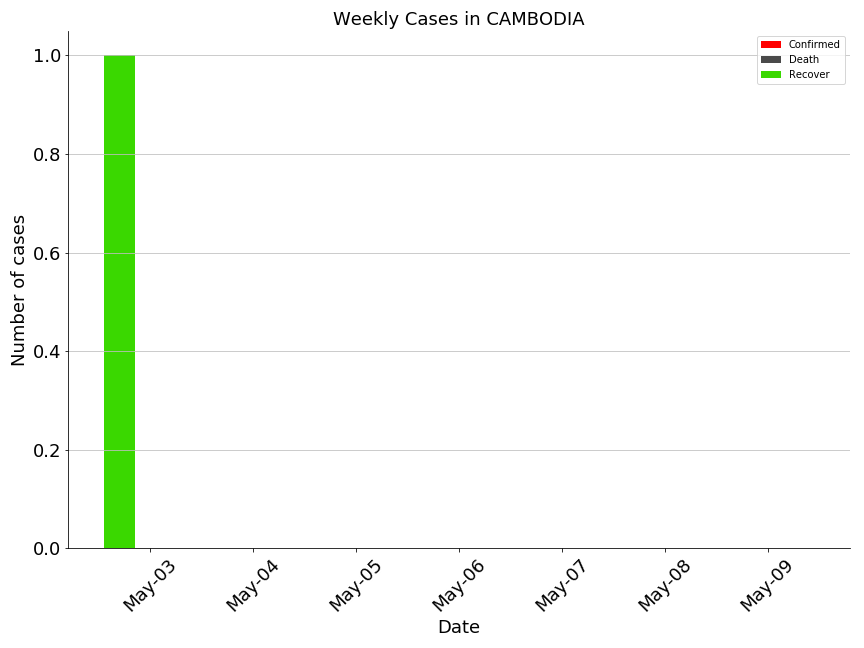 Weekly Cases in CAMBODIA
Confirmed
Death
Recover
Number of cases
1.0
0.8
0.6
0.4
0.2
0.0
May-03
May-04
May-05
May-06
May-07
May-08
May-09
Date